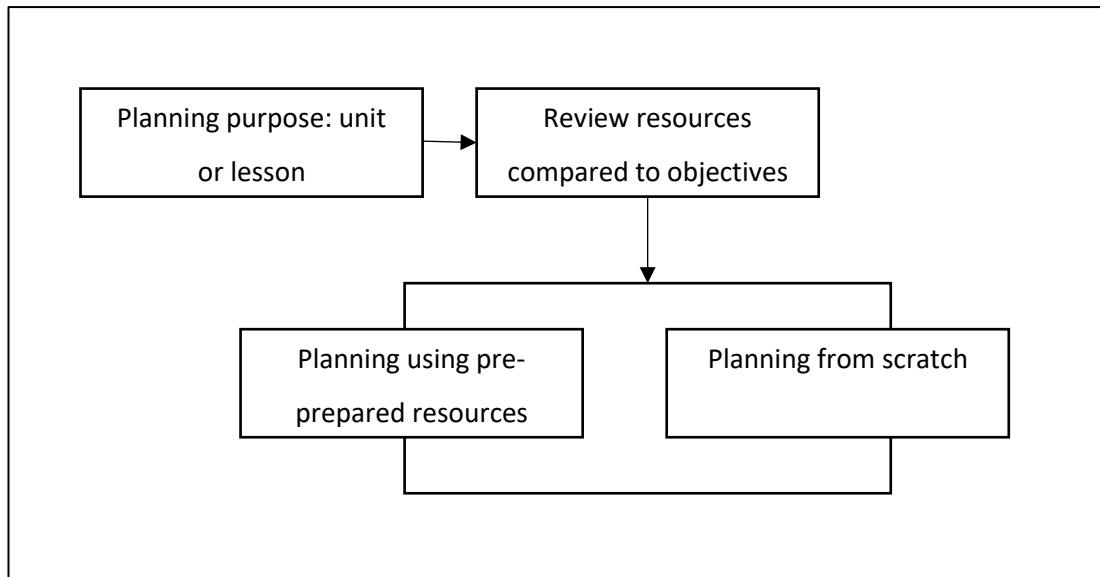 Planning purpose: unit
or lesson
Review resources
compared to objectives
Planning using pre-
prepared resources
Planning from scratch